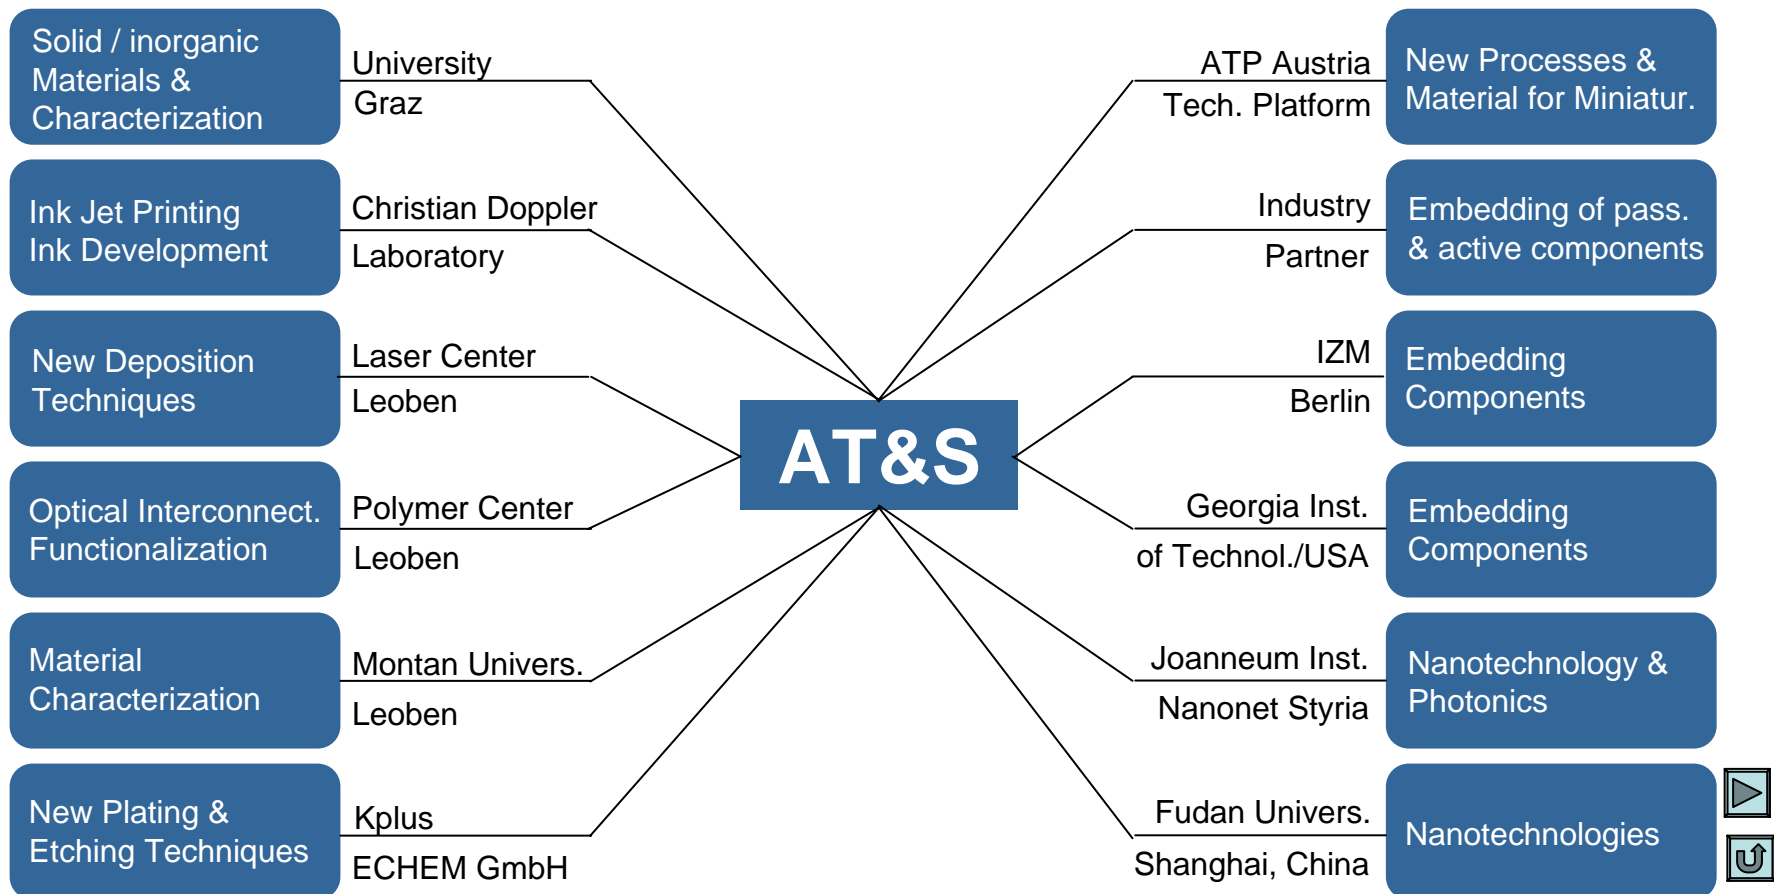 Solid / inorganic
Materials &
Characterization
University
Graz
Ink Jet Printing
Ink Development
Christian Doppler
Laboratory
New Deposition
Techniques
Laser Center
Leoben
Optical Interconnect.
Functionalization
Polymer Center
Leoben
Material
Characterization
Montan Univers.
Leoben
New Plating &
Etching Techniques
Kplus
ECHEM GmbH
AT&S
ATP Austria
Tech. Platform
New Processes &
Material for Miniatur.
Industry
Partner
Embedding of pass.
& active components
IZM
Berlin
Embedding
Components
Georgia Inst.
of Technol./USA
Embedding
Components
Joanneum Inst.
Nanonet Styria
Nanotechnology &
Photonics
Fudan Univers.
Shanghai, China
Nanotechnologies